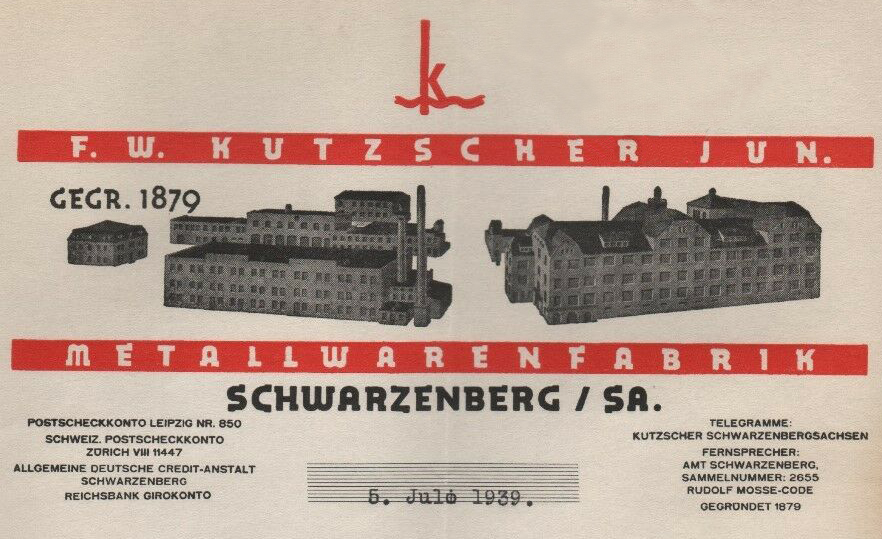 k
F. W. KUTZSCHER JUN.
GEGR. 1879
METALLWARENFABRIK
SCHWARZENBERG / SA.
POSTSCHECKKONTO LEIPZIG NR. 850
SCHWEIZ. POSTSCHECKKONTO
ZÜRICH VIII 11447
ALLGEMEINE DEUTSCHE CREDIT-ANSTALT
SCHWARZENBERG
REICHSBANK GIROKONTO
TELEGRAMME:
KUTZSCHER SCHWARZENBERGSACHSEN
FERNSPRECHER:
AMT SCHWARZENBERG,
SAMMELNUMMER: 2655
RUDOLF MOSSE-CODE
GEGRÜNDET 1879
5. Juli 1939.